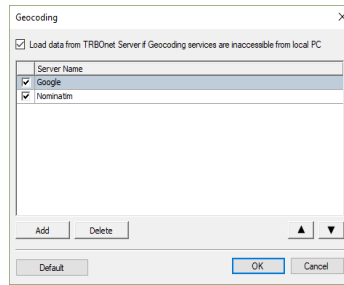 Geocoding
Load data from TRBOnet Server if Geocoding services are inaccessible from local PC
Server Name
Google
Nominatim
Add Delete
Default OK Cancel